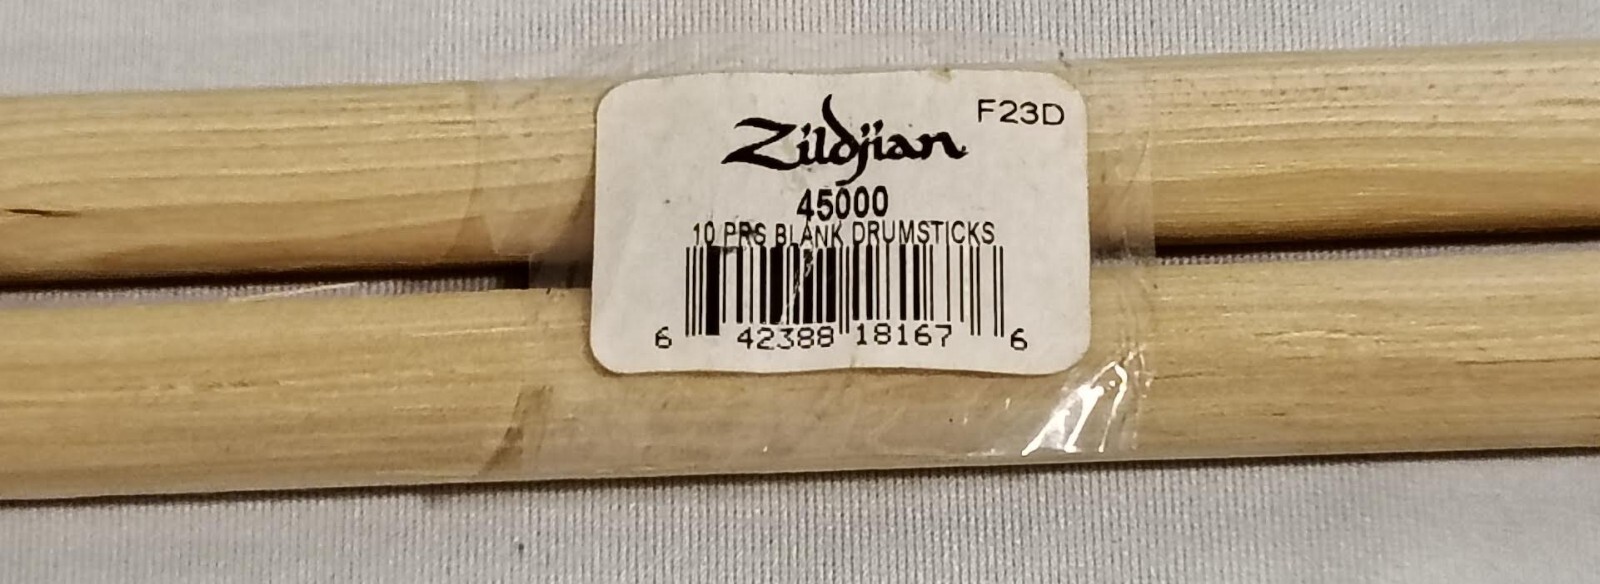 Zildjian F23D
45000
10 PRS BLANK DRUMSTICKS
6 42388 18167 6